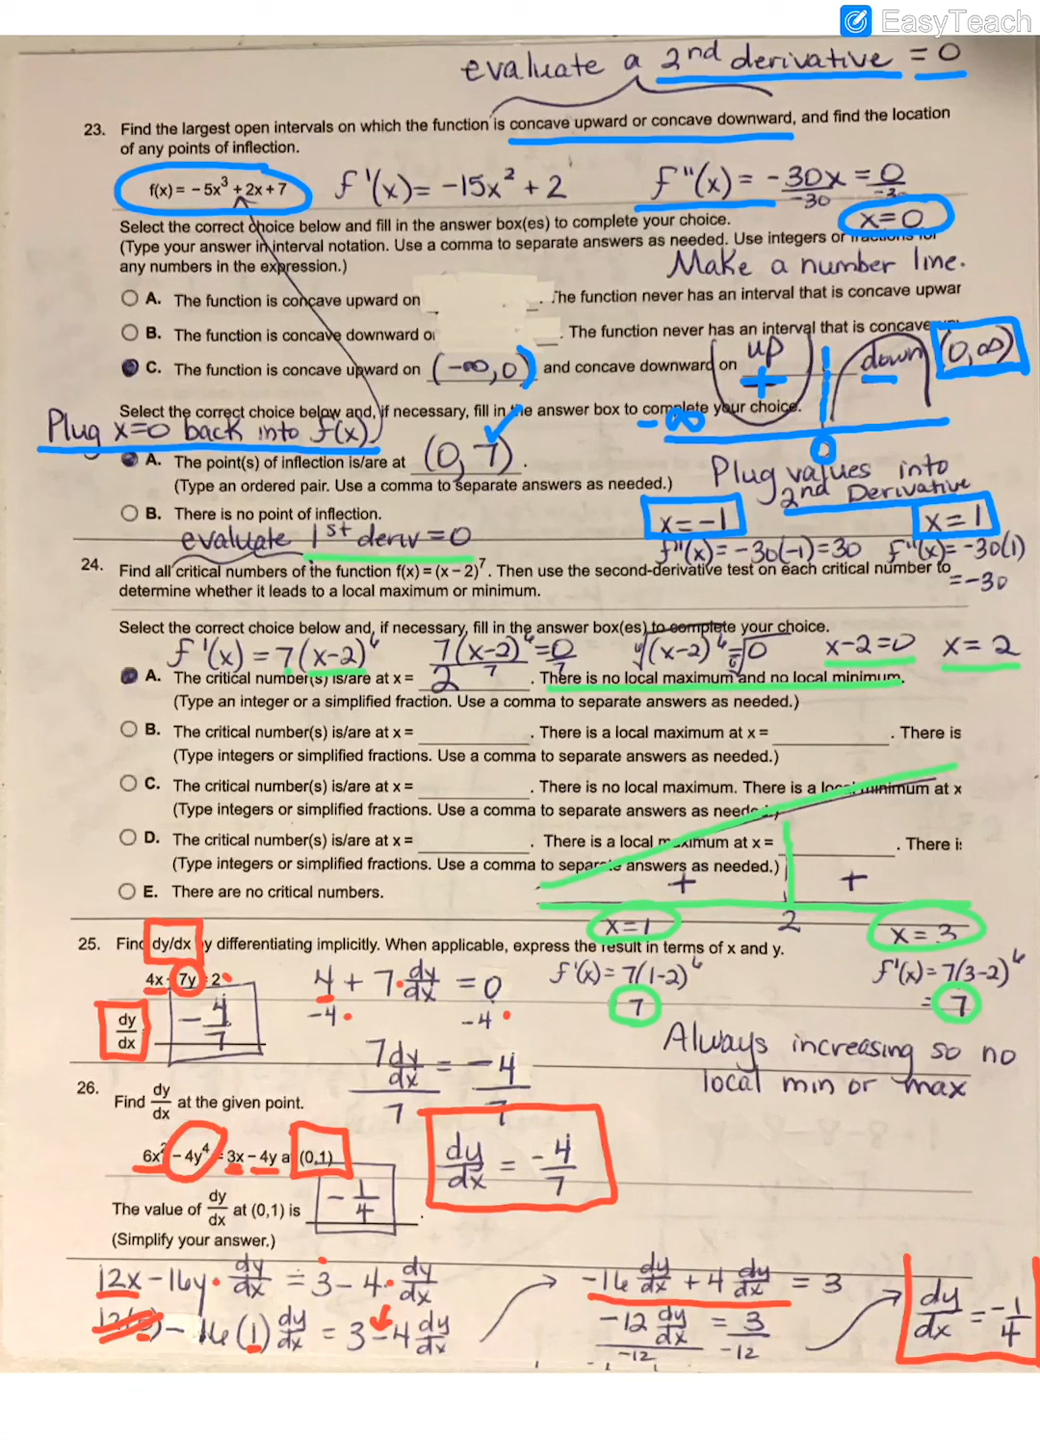 EasyTeach
evaluate a 2nd derivative = 0
23. Find the largest open intervals on which the function is concave upward or concave downward, and find the location
of any points of inflection.
f(x) = - 5x³ + 2x + 7 f'(x) = -15x² + 2 f"(x) = -30x = 0
-30 -30
Select the correct choice below and fill in the answer box(es) to complete your choice. x=0
(Type your answer in interval notation. Use a comma to separate answers as needed. Use integers or fractions for
any numbers in the expression.) Make a number line.
A. The function is concave upward on . The function never has an interval that is concave upwar
B. The function is concave downward o . The function never has an interval that is concave
C. The function is concave upward on (-∞,0) and concave downward on up down (0,∞)
+ -
Select the correct choice below and, if necessary, fill in the answer box to complete your choice.
Plug x=0 back into f(x) -∞ 0
A. The point(s) of inflection is/are at (0, 7). Plug values into
(Type an ordered pair. Use a comma to separate answers as needed.) 2nd Derivative
B. There is no point of inflection. x=-1 x=1
evaluate 1st deriv = 0 f"(x) = -30(-1)=30 f"(x)= -30(1)
24. Find all critical numbers of the function f(x) = (x - 2)⁷. Then use the second-derivative test on each critical number to =-30
determine whether it leads to a local maximum or minimum.
Select the correct choice below and, if necessary, fill in the answer box(es) to complete your choice.
f'(x) = 7(x-2)⁶ 7(x-2)⁶=0 ⁶√(x-2)⁶=⁶√0 x-2=0 x=2
7 7
A. The critical number(s) is/are at x = 2. There is no local maximum and no local minimum.
(Type an integer or a simplified fraction. Use a comma to separate answers as needed.)
B. The critical number(s) is/are at x = . There is a local maximum at x = . There is
(Type integers or simplified fractions. Use a comma to separate answers as needed.)
C. The critical number(s) is/are at x = . There is no local maximum. There is a local minimum at x
(Type integers or simplified fractions. Use a comma to separate answers as needed.)
D. The critical number(s) is/are at x = . There is a local maximum at x = . There i
(Type integers or simplified fractions. Use a comma to separate answers as needed.)
E. There are no critical numbers. + +
x=1 2 x=3
25. Find dy/dx by differentiating implicitly. When applicable, express the result in terms of x and y.
4x + 7y = 2 4 + 7·dy/dx = 0 f'(x) = 7(1-2)⁶ f'(x) = 7(3-2)⁶
-4 -4 7 = 7
dy/dx -4/7
7dy/dx = -4 Always increasing so no
7 7 local min or max
26. Find dy/dx at the given point.
6x² - 4y⁴ = 3x - 4y a (0,1) dy/dx = -4/7
The value of dy/dx at (0,1) is -1/4.
(Simplify your answer.)
12x - 16y·dy/dx = 3 - 4·dy/dx → -16 dy/dx + 4 dy/dx = 3
- 16(1) dy/dx = 3 - 4 dy/dx -12 dy/dx = 3 → dy/dx = -1/4
-12 -12